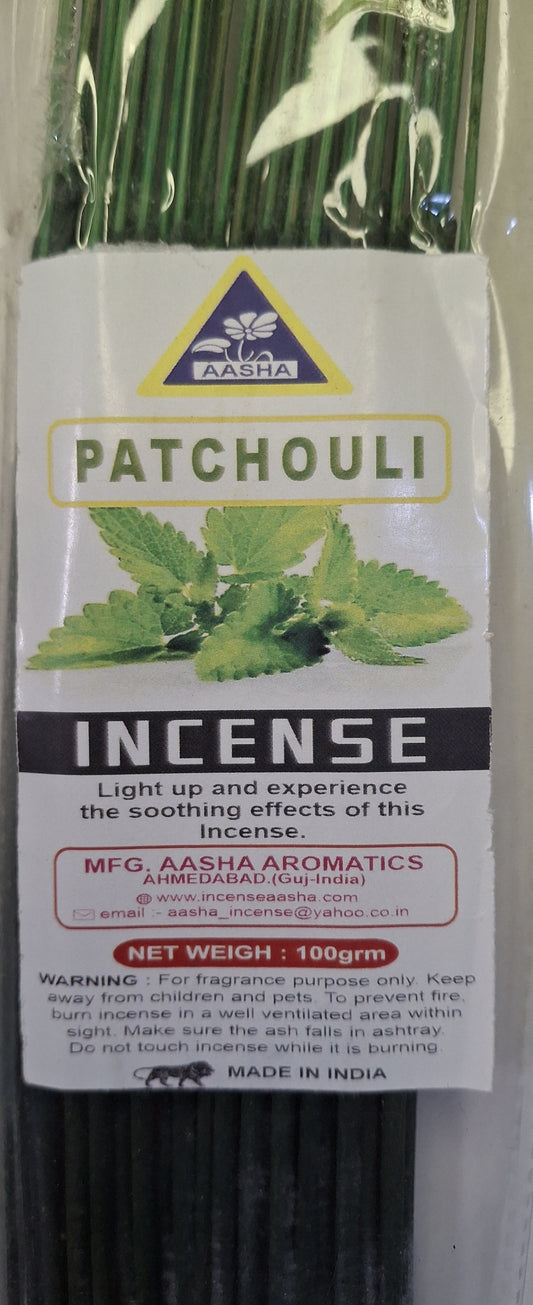 AASHA
PATCHOULI
INCENSE
Light up and experience
the soothing effects of this
Incense.
MFG. AASHA AROMATICS
AHMEDABAD.(Guj-India)
www.incenseaasha.com
email :- aasha_incense@yahoo.co.in
NET WEIGH : 100grm
WARNING : For fragrance purpose only. Keep
away from children and pets. To prevent fire,
burn incense in a well ventilated area within
sight. Make sure the ash falls in ashtray.
Do not touch incense while it is burning.
MADE IN INDIA